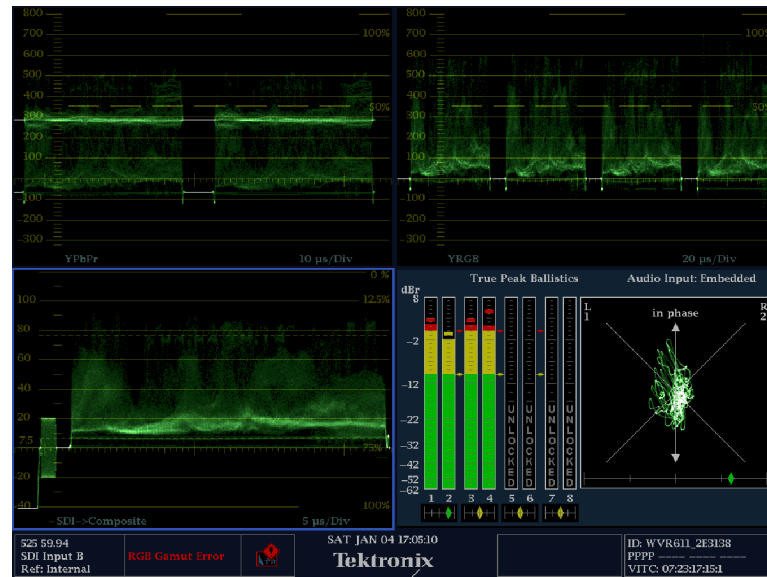 800
700
600
500
400
300
100
0
-100
-200
-300
100%
50%
YPbPr
10 µs/Div
800
700
600
500
400
300
200
100
0
-100
-200
-300
100%
50%
YRGB
20 µs/Div
100
80
60
40
20
7.5
0
-40
0 %
12.5%
75%
100%
-SDI->Composite
5 µs/Div
True Peak Ballistics
Audio Input: Embedded
dBr
8
-2
-12
-22
-32
-42
-52
-62
UNLOCKED
UNLOCKED
UNLOCKED
UNLOCKED
1 2 3 4 5 6 7 8
L
1
in phase
R
2
525 59.94
SDI Input B
Ref: Internal
RGB Gamut Error
SAT JAN 04 17:05:10
Tektronix
ID: WVR611_2E3138
PPPP ---- ---- ----
VITC: 07:23:17:15:1